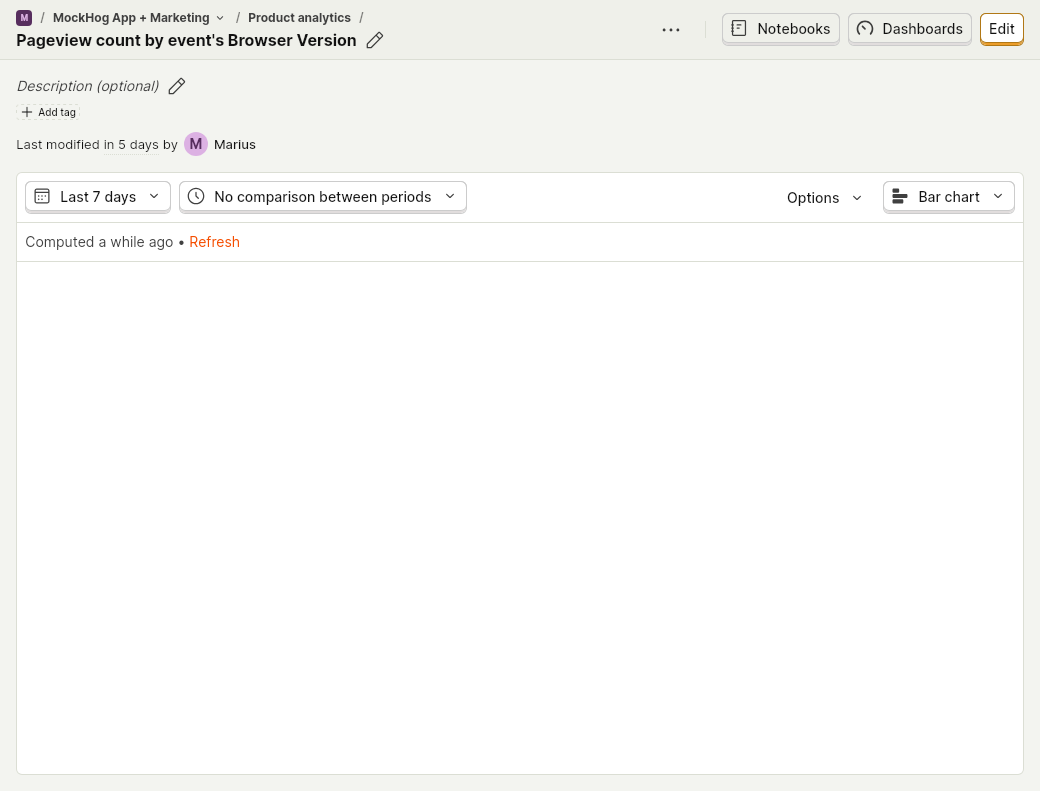 M / MockHog App + Marketing / Product analytics /
Pageview count by event's Browser Version
Notebooks
Dashboards
Edit
Description (optional)
Add tag
Last modified in 5 days by M Marius
Last 7 days
No comparison between periods
Options
Bar chart
Computed a while ago • Refresh